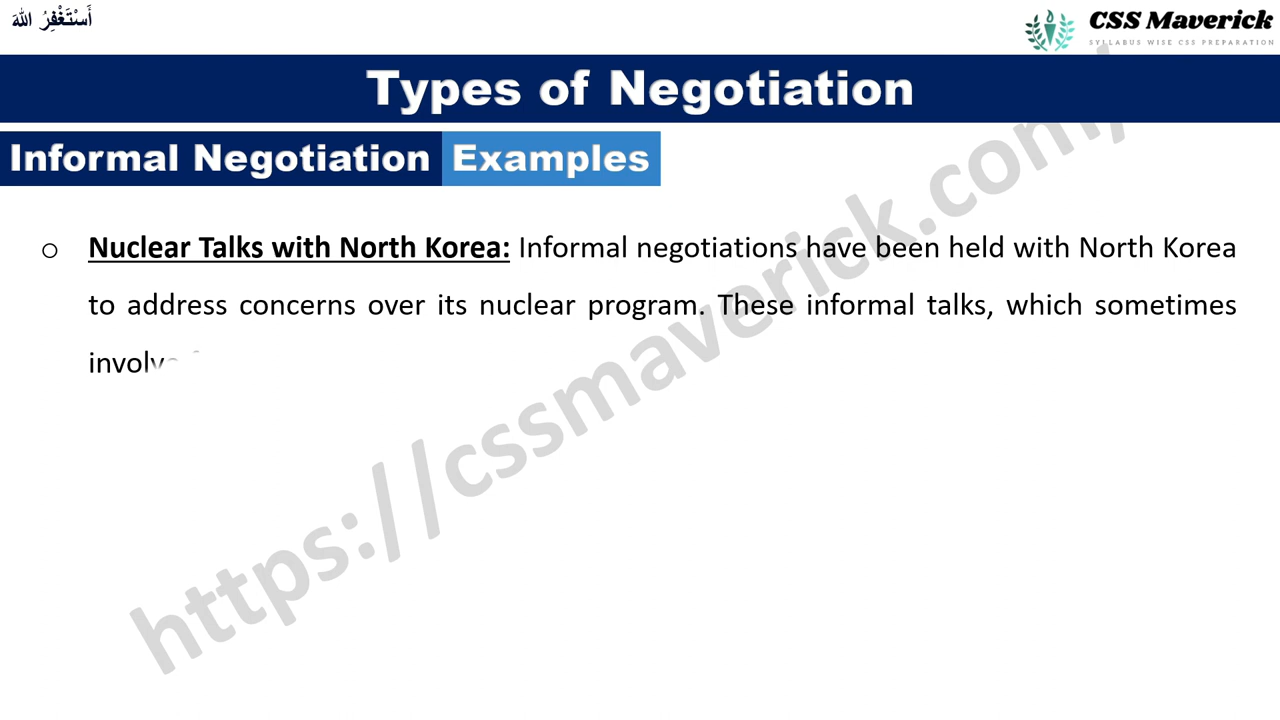 أَسْتَغْفِرُ اللهَ
CSS Maverick
SYLLABUS WISE CSS PREPARATION
Types of Negotiation
Informal Negotiation Examples
o Nuclear Talks with North Korea: Informal negotiations have been held with North Korea
to address concerns over its nuclear program. These informal talks, which sometimes
https://cssmaverick.com/